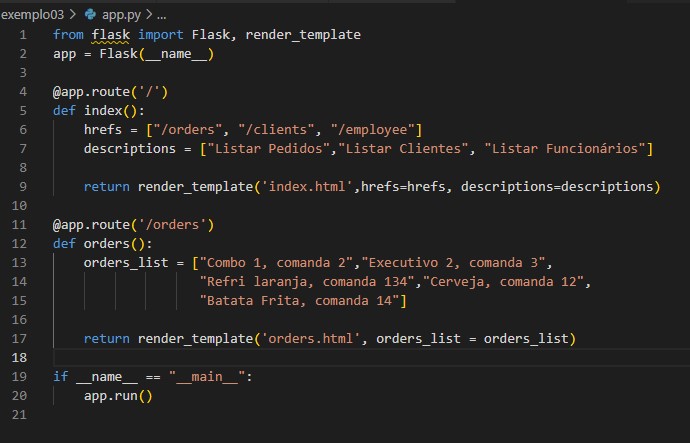 exemplo03 > app.py > ...
1 from flask import Flask, render_template
2 app = Flask(__name__)
3
4 @app.route('/')
5 def index():
6     hrefs = ["/orders", "/clients", "/employee"]
7     descriptions = ["Listar Pedidos","Listar Clientes", "Listar Funcionários"]
8
9     return render_template('index.html',hrefs=hrefs, descriptions=descriptions)
10
11 @app.route('/orders')
12 def orders():
13     orders_list = ["Combo 1, comanda 2","Executivo 2, comanda 3",
14                    "Refri laranja, comanda 134","Cerveja, comanda 12",
15                    "Batata Frita, comanda 14"]
16
17     return render_template('orders.html', orders_list = orders_list)
18
19 if __name__ == "__main__":
20     app.run()
21